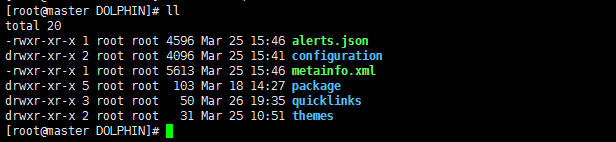 [root@master DOLPHIN]# ll
total 20
-rwxr-xr-x 1 root root 4596 Mar 25 15:46 alerts.json
drwxr-xr-x 2 root root 4096 Mar 25 15:41 configuration
-rwxr-xr-x 1 root root 5613 Mar 25 15:46 metainfo.xml
drwxr-xr-x 5 root root  103 Mar 18 14:27 package
drwxr-xr-x 3 root root   50 Mar 26 19:35 quicklinks
drwxr-xr-x 2 root root   31 Mar 25 10:51 themes
[root@master DOLPHIN]#